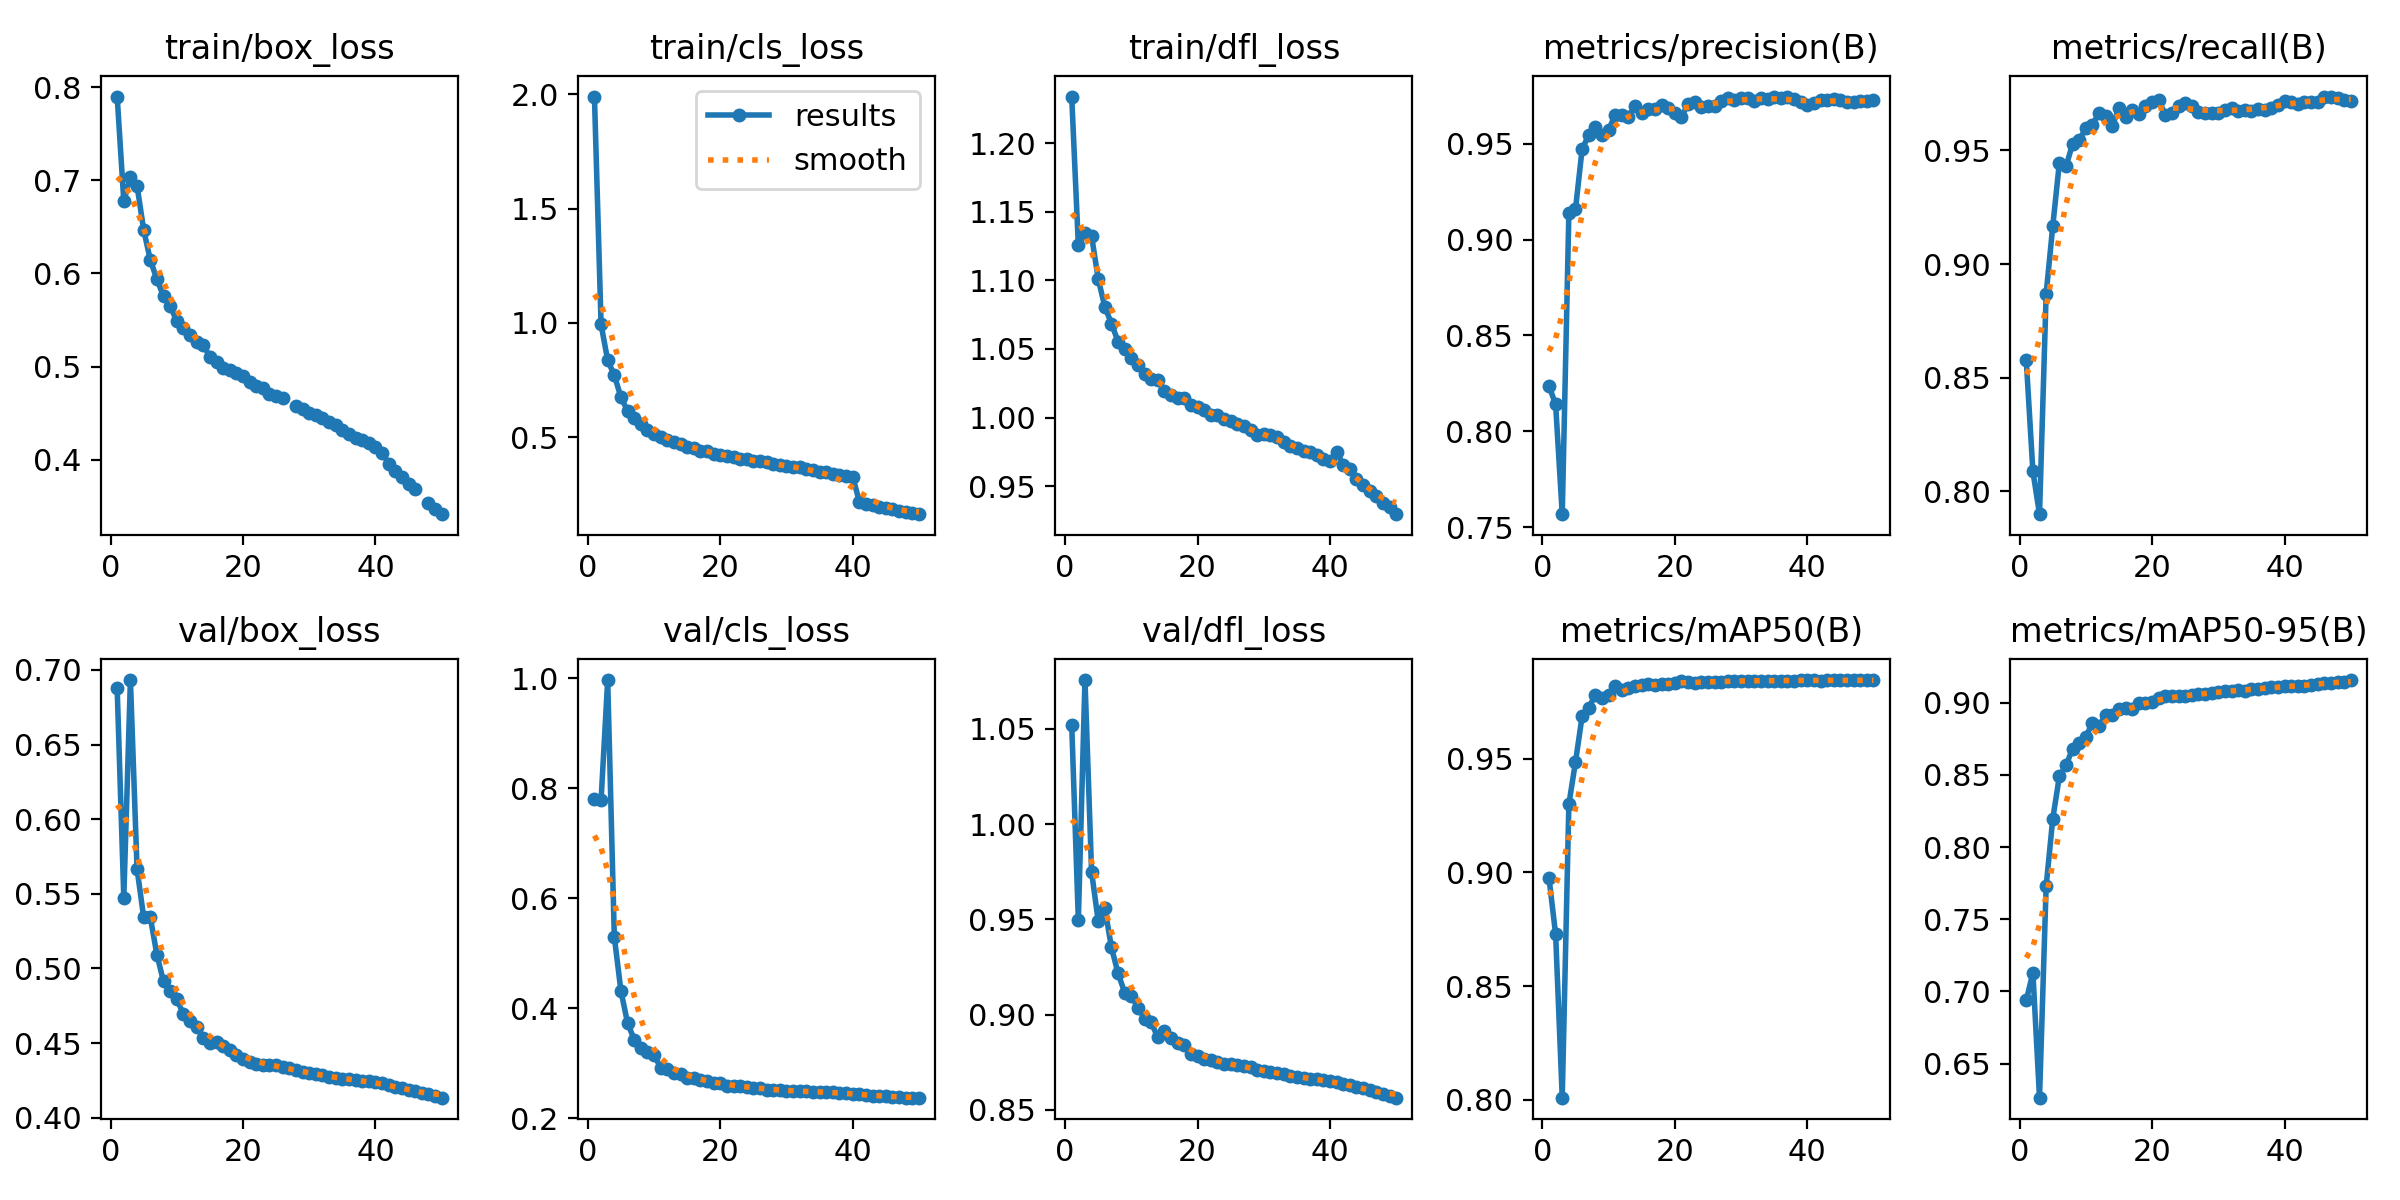 train/box_loss
0.8
0.7
0.6
0.5
0.4
0 20 40
train/cls_loss
results
smooth
2.0
1.5
1.0
0.5
0 20 40
train/dfl_loss
1.20
1.15
1.10
1.05
1.00
0.95
0 20 40
metrics/precision(B)
0.95
0.90
0.85
0.80
0.75
0 20 40
metrics/recall(B)
0.95
0.90
0.85
0.80
0 20 40
val/box_loss
0.70
0.65
0.60
0.55
0.50
0.45
0.40
0 20 40
val/cls_loss
1.0
0.8
0.6
0.4
0.2
0 20 40
val/dfl_loss
1.05
1.00
0.95
0.90
0.85
0 20 40
metrics/mAP50(B)
0.95
0.90
0.85
0.80
0 20 40
metrics/mAP50-95(B)
0.90
0.85
0.80
0.75
0.70
0.65
0 20 40